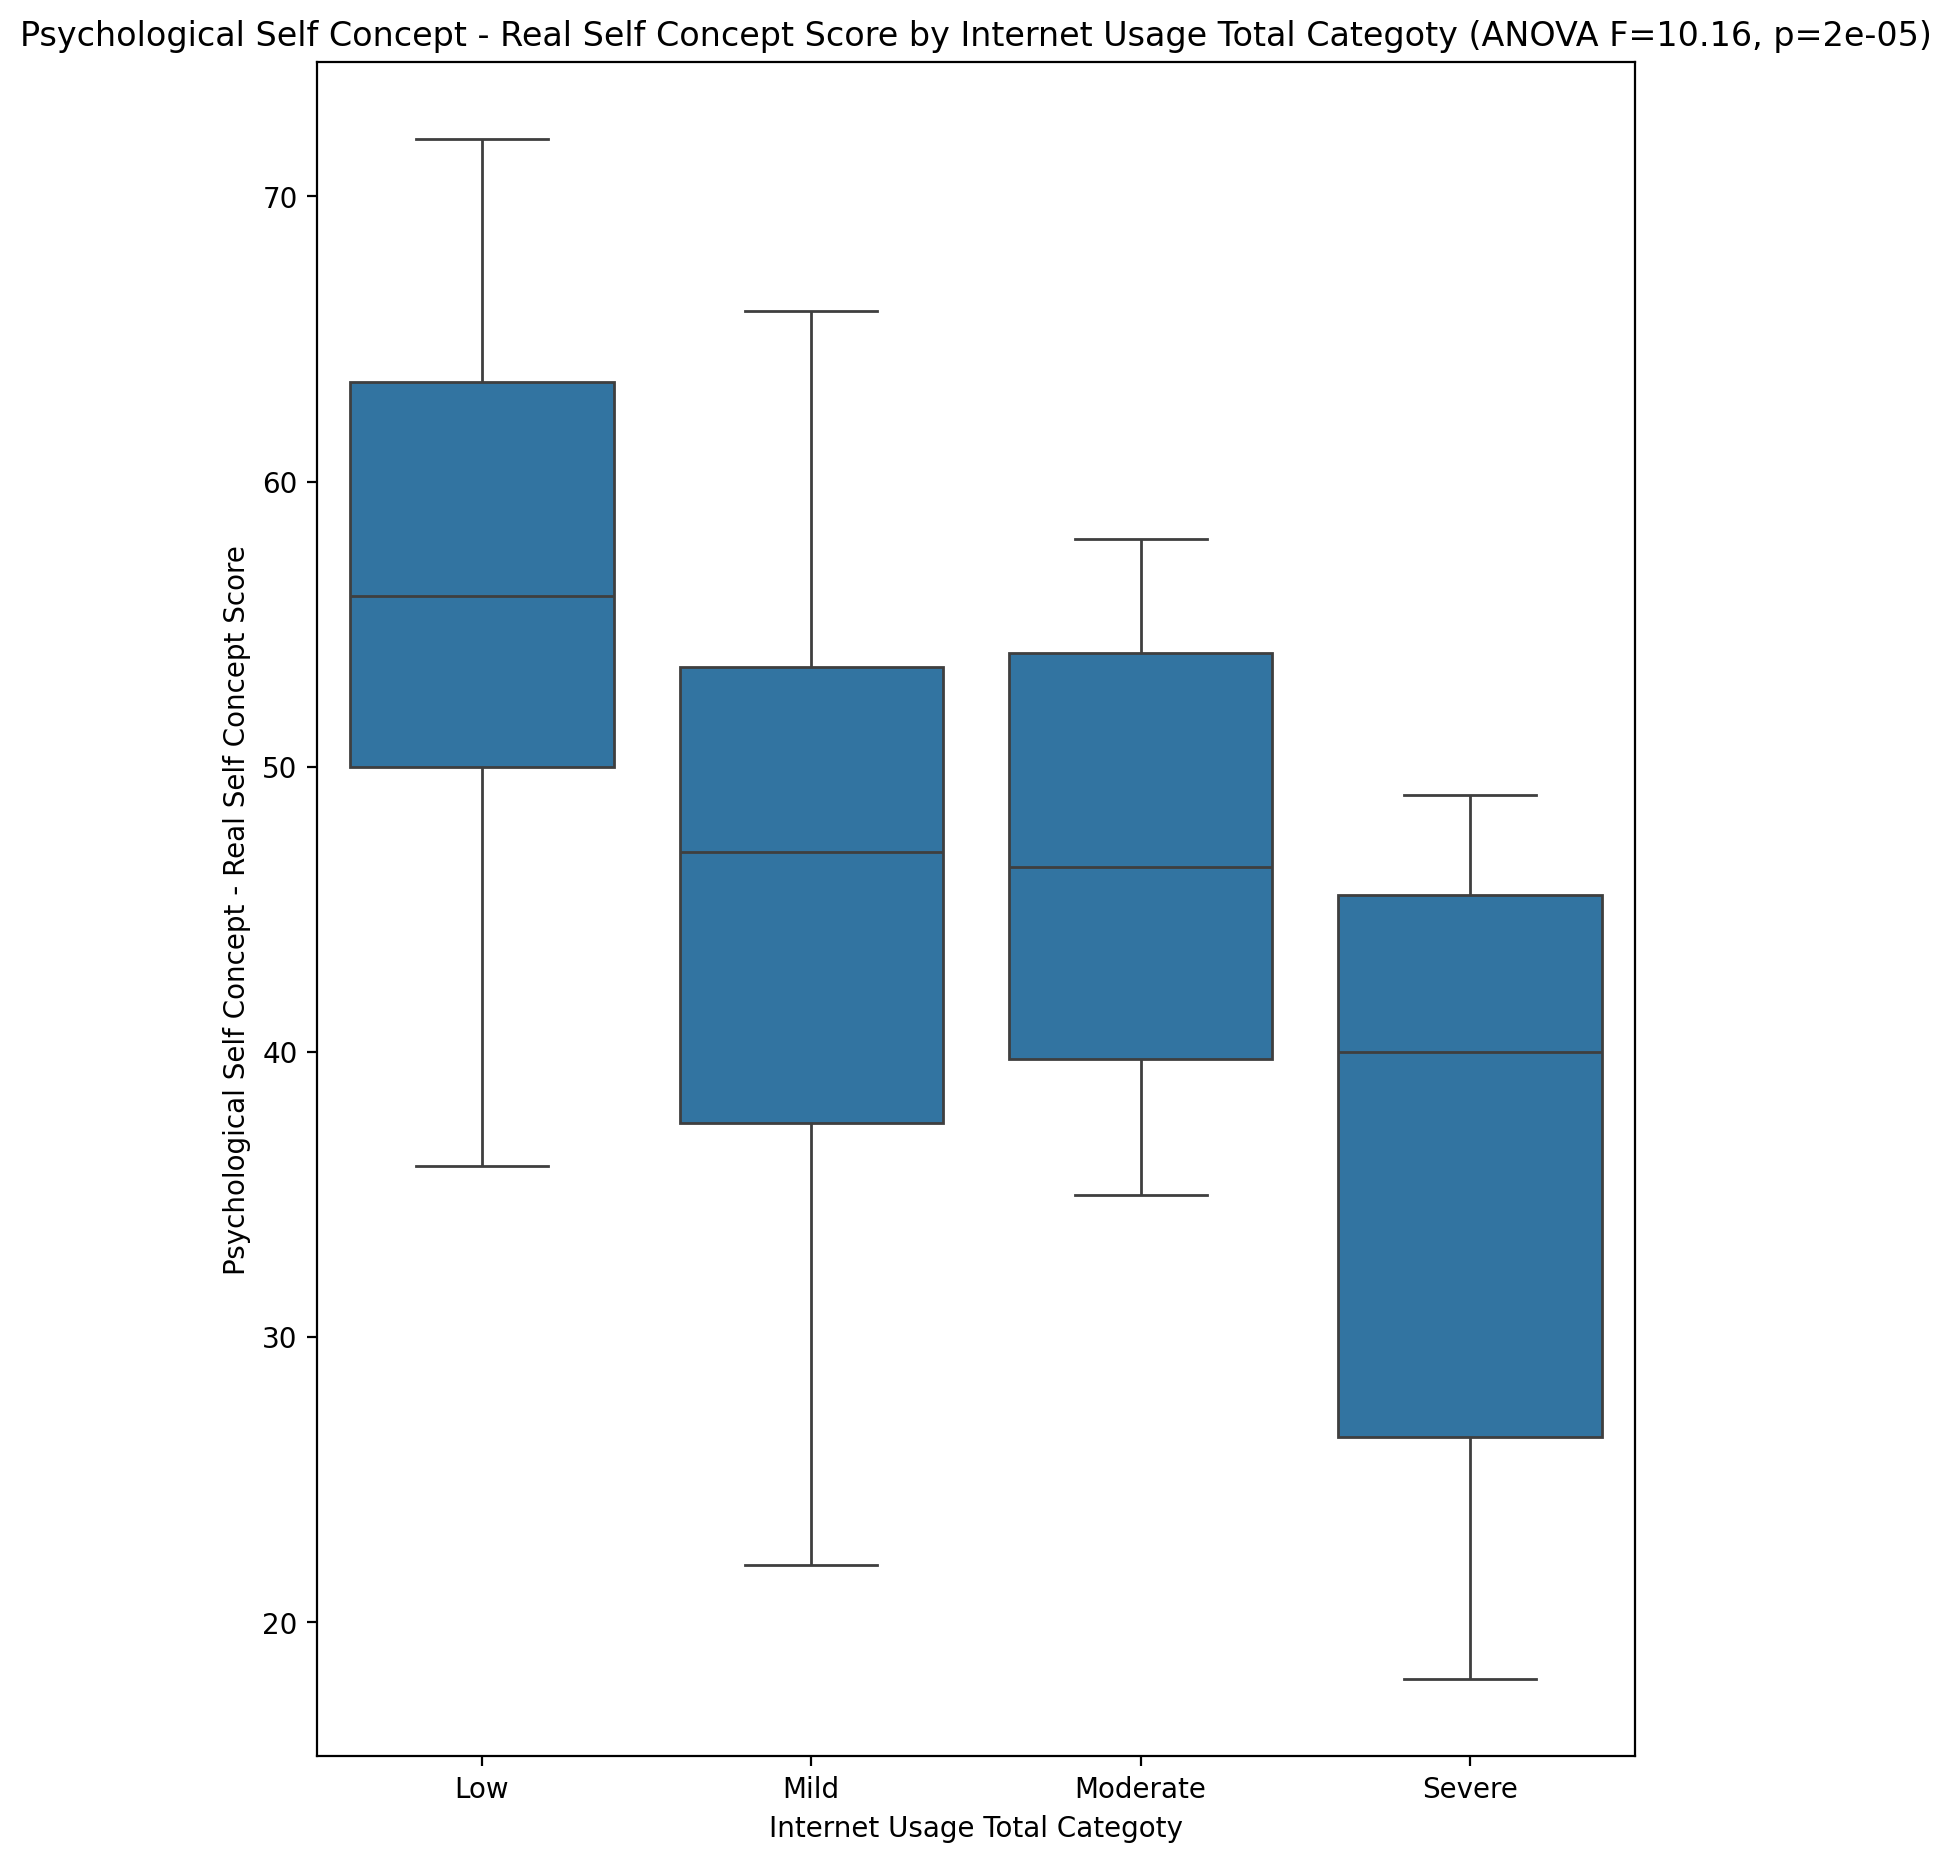 Psychological Self Concept - Real Self Concept Score by Internet Usage Total Categoty (ANOVA F=10.16, p=2e-05)
Psychological Self Concept - Real Self Concept Score
70
60
50
40
30
20
Low Mild Moderate Severe
Internet Usage Total Categoty